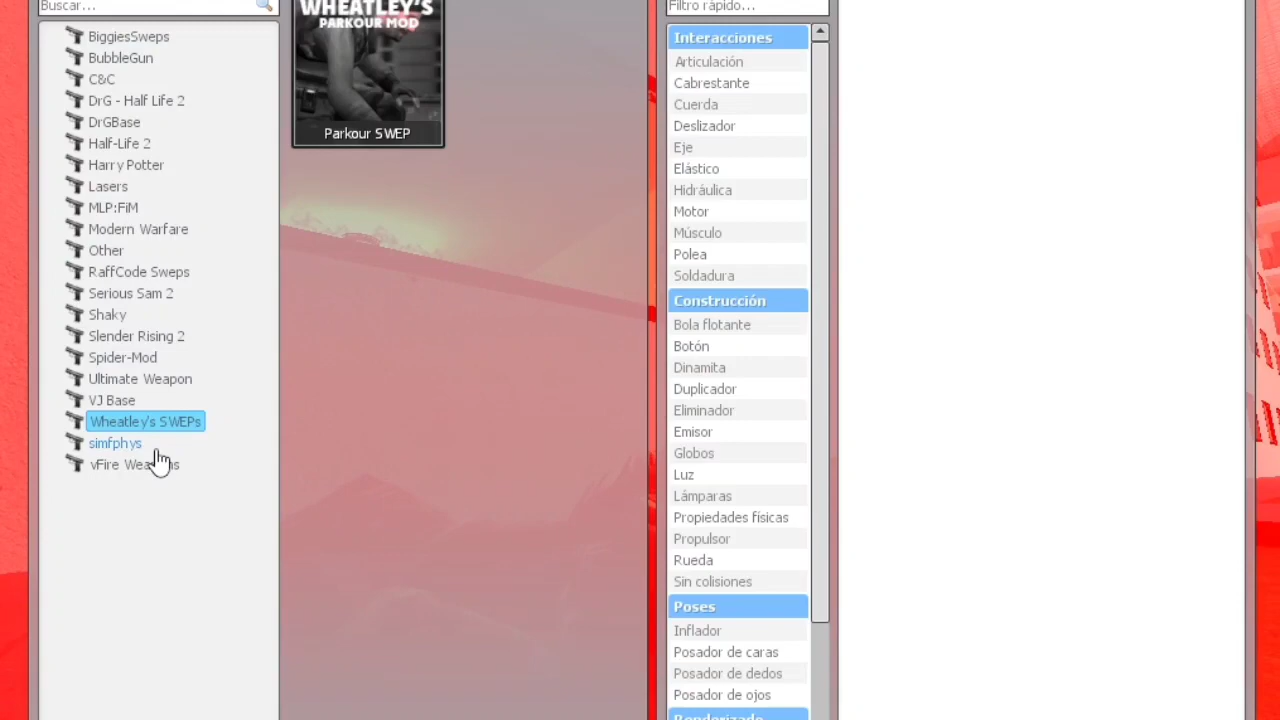 Buscar...
BiggiesSweps
BubbleGun
C&C
DrG - Half Life 2
DrGBase
Half-Life 2
Harry Potter
Lasers
MLP:FiM
Modern Warfare
Other
RaffCode Sweps
Serious Sam 2
Shaky
Slender Rising 2
Spider-Mod
Ultimate Weapon
VJ Base
Wheatley's SWEPs
simfphys
vFire
WHEATLEY'S
PARKOUR MOD
Parkour SWEP
Filtro rápido...
Interacciones
Articulación
Cabrestante
Cuerda
Deslizador
Eje
Elástico
Hidráulica
Motor
Músculo
Polea
Soldadura
Construcción
Bola flotante
Botón
Dinamita
Duplicador
Eliminador
Emisor
Globos
Luz
Lámparas
Propiedades físicas
Propulsor
Rueda
Sin colisiones
Poses
Inflador
Posador de caras
Posador de dedos
Posador de ojos